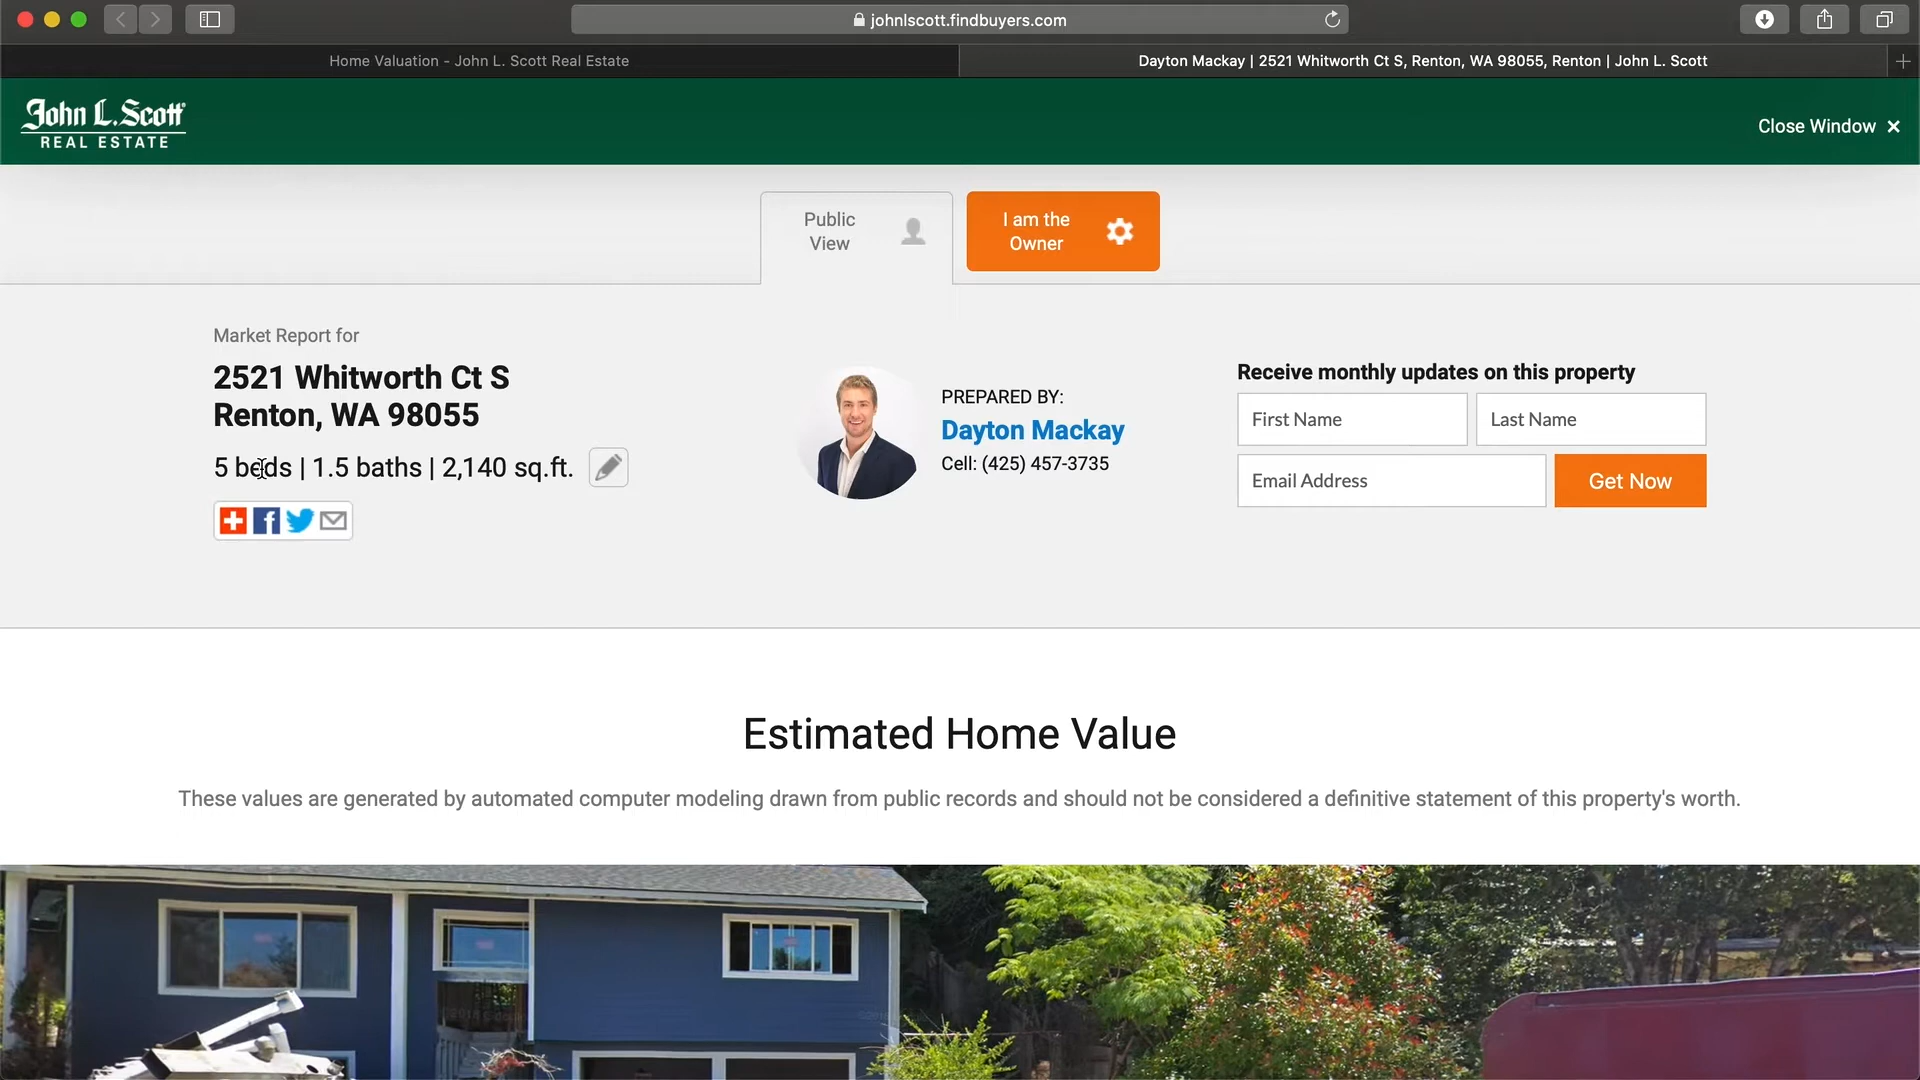 johnlscott.findbuyers.com
Home Valuation - John L. Scott Real Estate
Dayton Mackay | 2521 Whitworth Ct S, Renton, WA 98055, Renton | John L. Scott
John L. Scott
REAL ESTATE
Close Window ×
Public
View
I am the
Owner
Market Report for
2521 Whitworth Ct S
Renton, WA 98055
5 beds | 1.5 baths | 2,140 sq.ft.
PREPARED BY:
Dayton Mackay
Cell: (425) 457-3735
Receive monthly updates on this property
First Name
Last Name
Email Address
Get Now
Estimated Home Value
These values are generated by automated computer modeling drawn from public records and should not be considered a definitive statement of this property's worth.